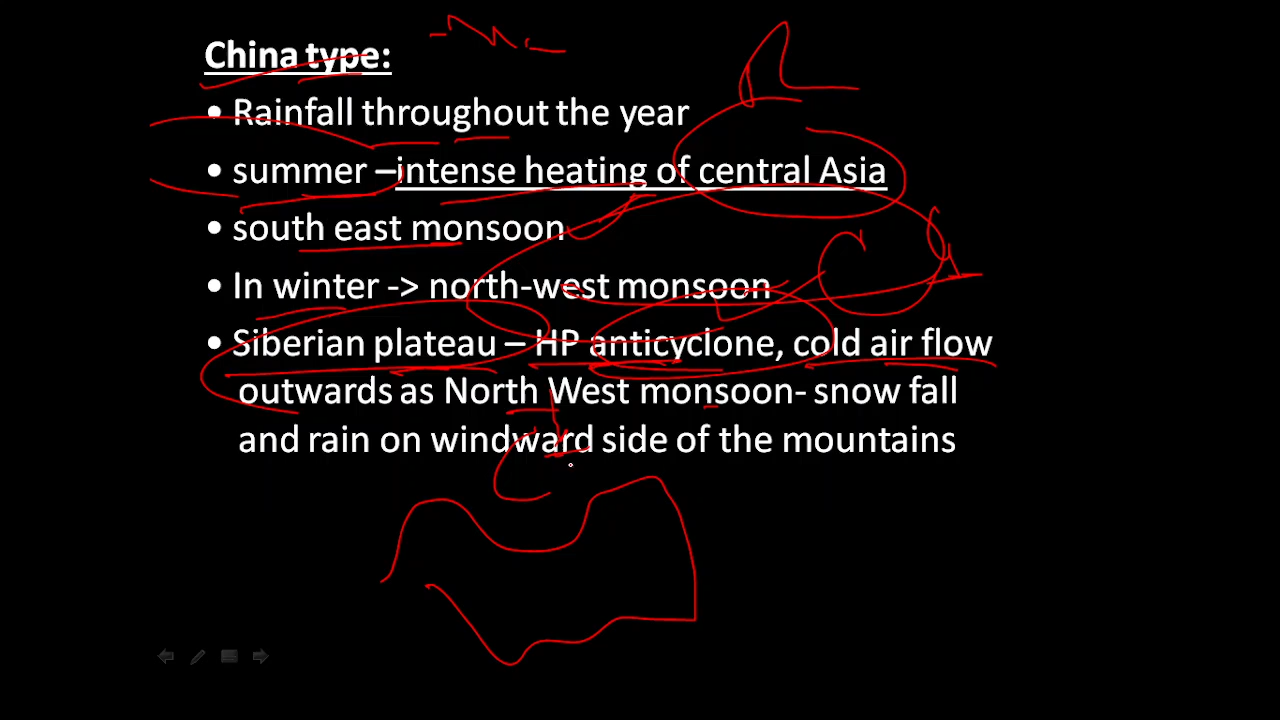 China type:
• Rainfall throughout the year
• summer –intense heating of central Asia
• south east monsoon
• In winter -> north-west monsoon
• Siberian plateau – HP anticyclone, cold air flow
outwards as North West monsoon- snow fall
and rain on windward side of the mountains